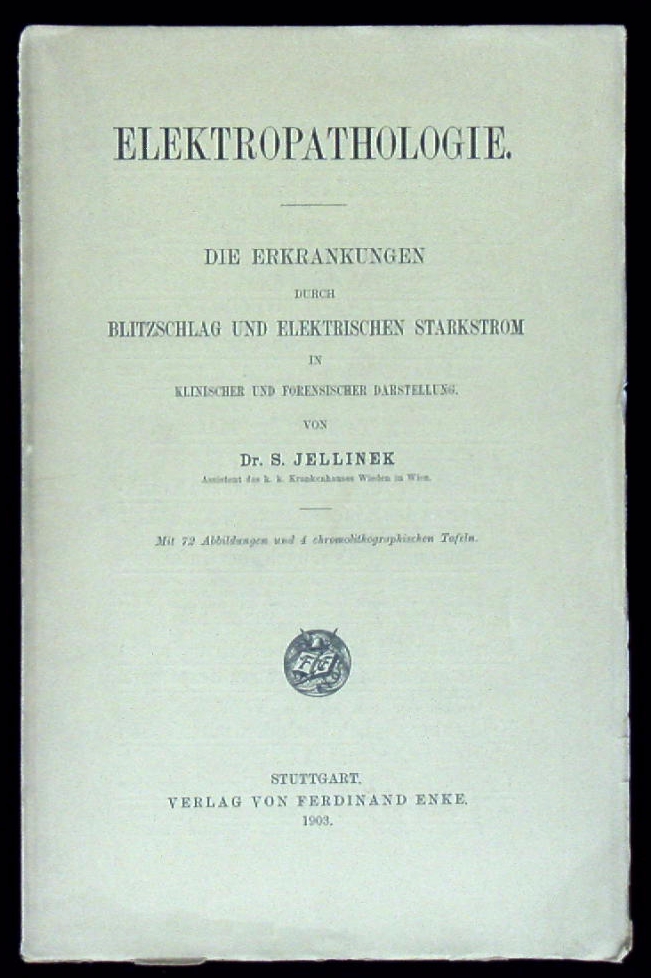 ELEKTROPATHOLOGIE.
DIE ERKRANKUNGEN
DURCH
BLITZSCHLAG UND ELEKTRISCHEN STARKSTROM
IN
KLINISCHER UND FORENSISCHER DARSTELLUNG.
VON
Dr. S. JELLINEK
Assistent des k. k. Krankenhauses Wieden in Wien.
Mit 72 Abbildungen und 4 chromolithographischen Tafeln.
F E
STUTTGART.
VERLAG VON FERDINAND ENKE.
1903.